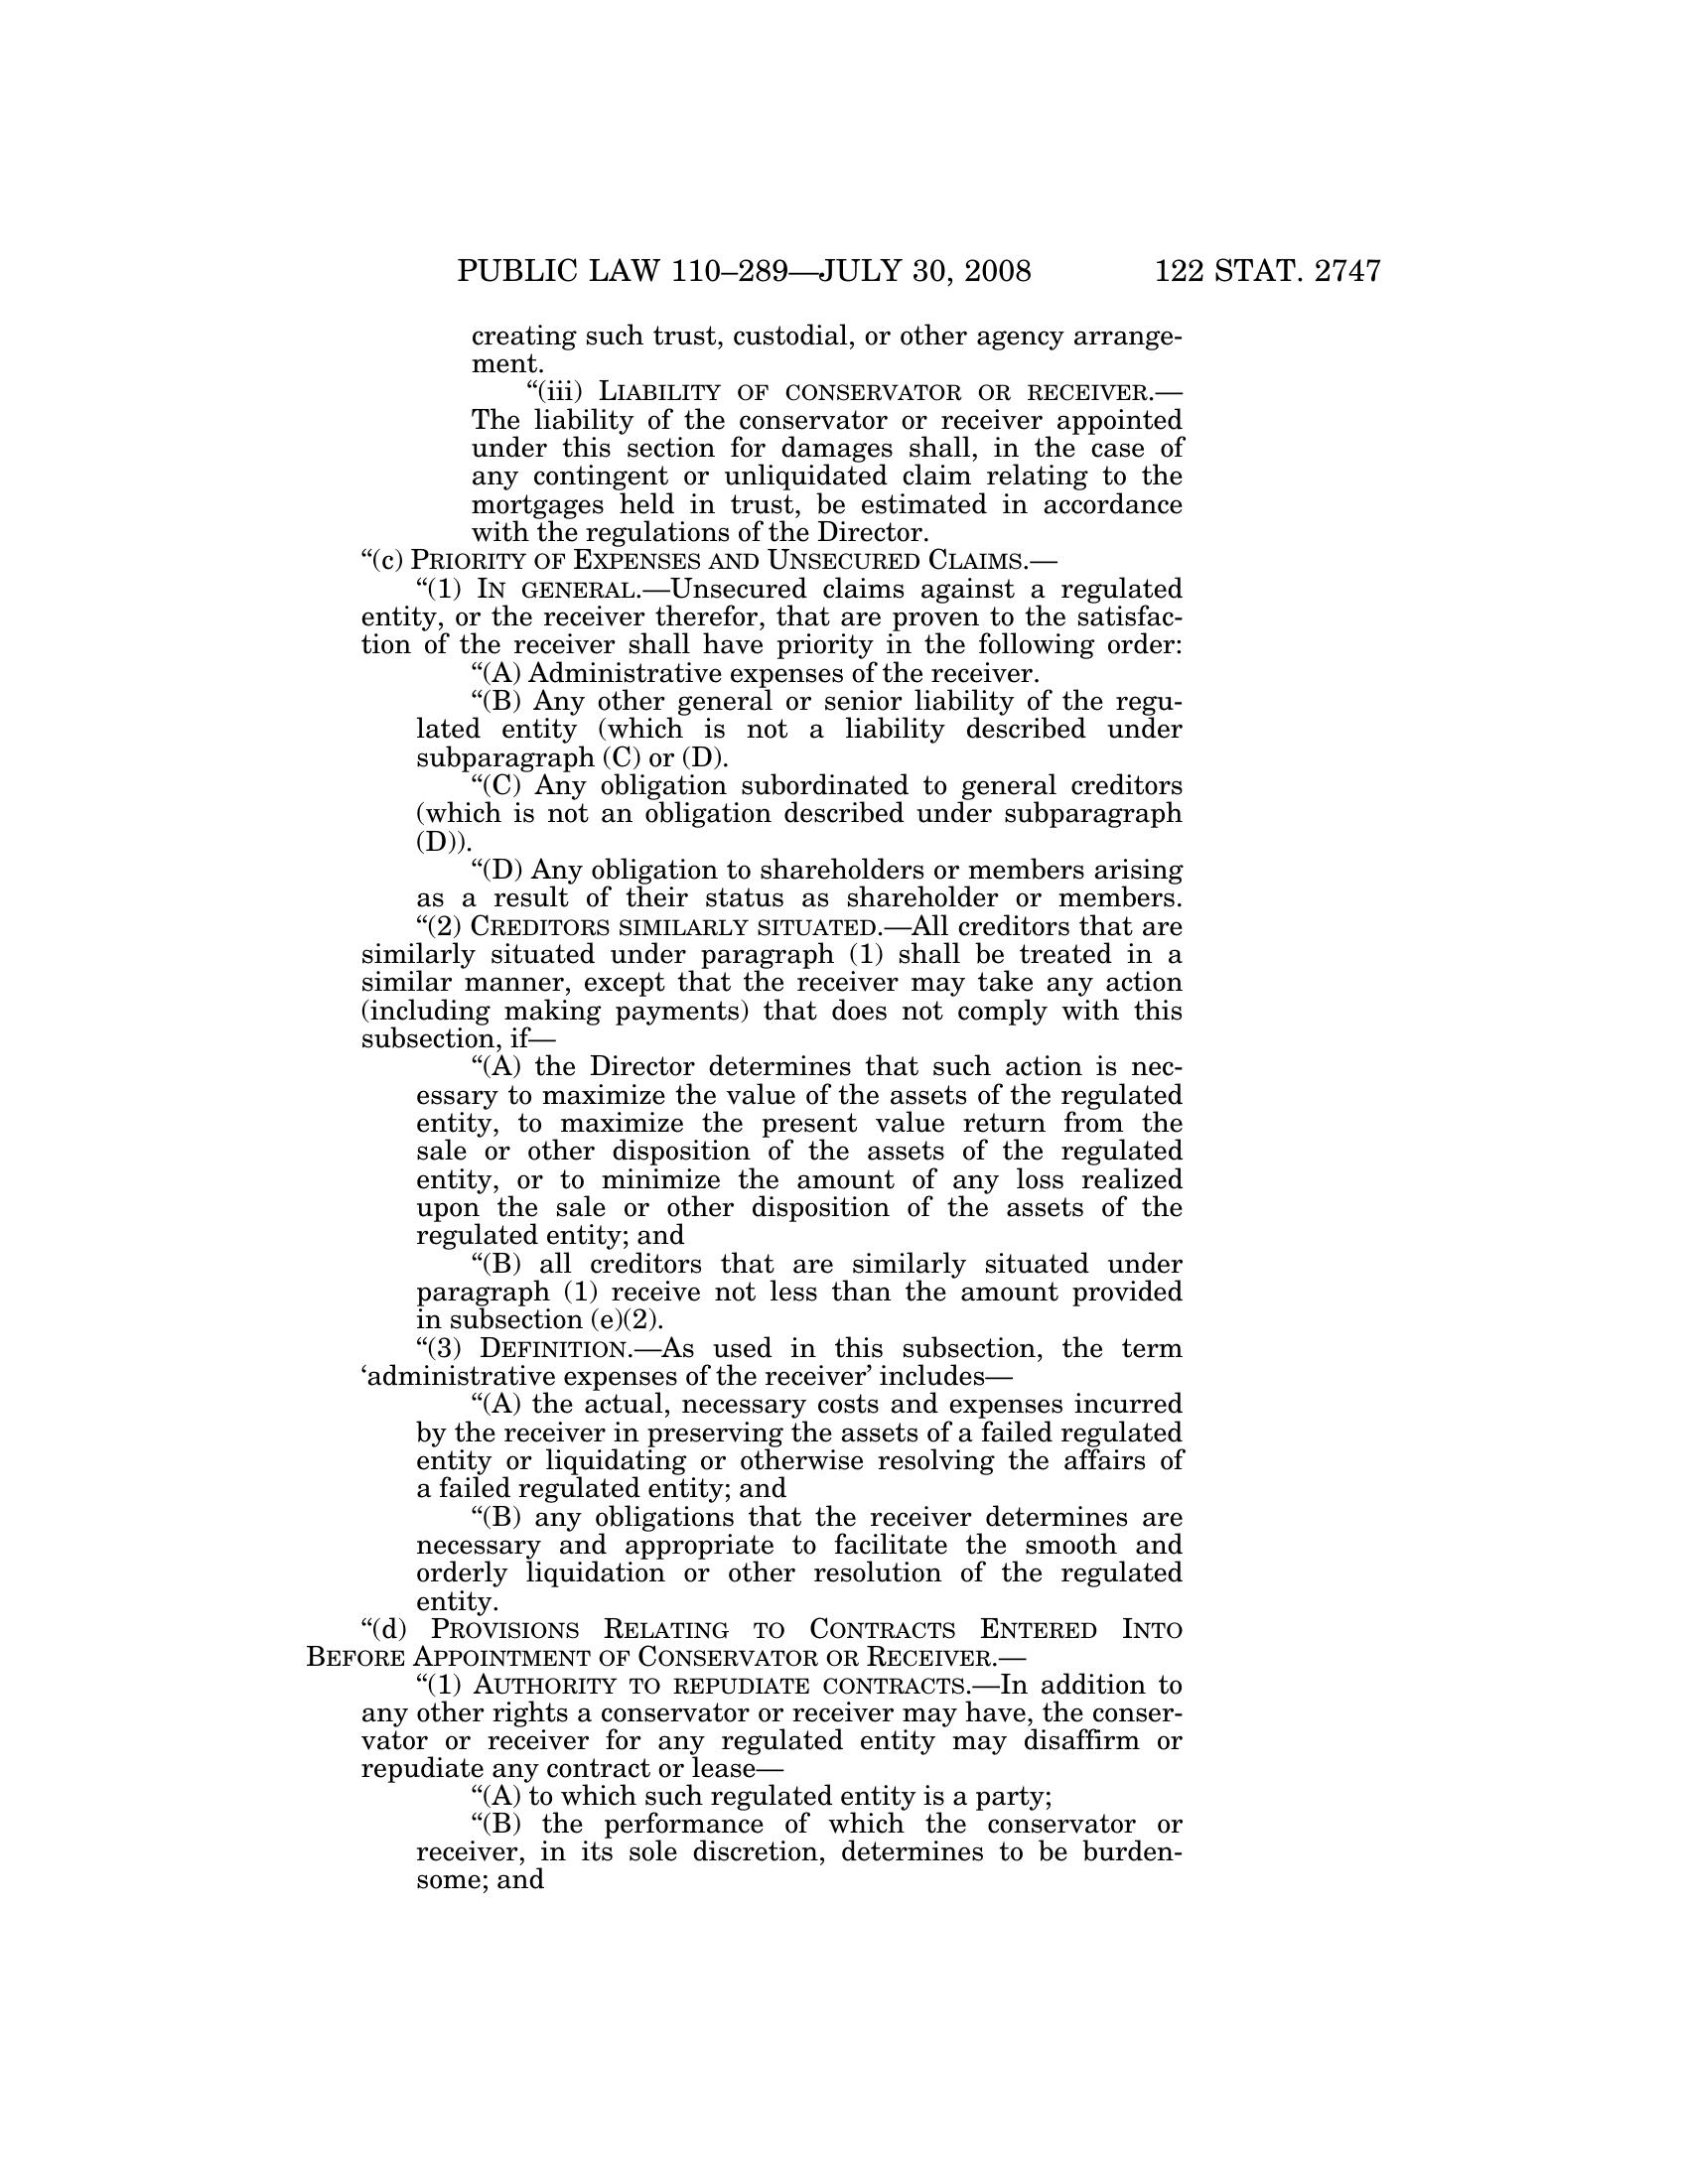 PUBLIC LAW 110–289—JULY 30, 2008 122 STAT. 2747
creating such trust, custodial, or other agency arrange-
ment.
“(iii) LIABILITY OF CONSERVATOR OR RECEIVER.—
The liability of the conservator or receiver appointed
under this section for damages shall, in the case of
any contingent or unliquidated claim relating to the
mortgages held in trust, be estimated in accordance
with the regulations of the Director.
“(c) PRIORITY OF EXPENSES AND UNSECURED CLAIMS.—
“(1) IN GENERAL.—Unsecured claims against a regulated
entity, or the receiver therefor, that are proven to the satisfac-
tion of the receiver shall have priority in the following order:
“(A) Administrative expenses of the receiver.
“(B) Any other general or senior liability of the regu-
lated entity (which is not a liability described under
subparagraph (C) or (D).
“(C) Any obligation subordinated to general creditors
(which is not an obligation described under subparagraph
(D)).
“(D) Any obligation to shareholders or members arising
as a result of their status as shareholder or members.
“(2) CREDITORS SIMILARLY SITUATED.—All creditors that are
similarly situated under paragraph (1) shall be treated in a
similar manner, except that the receiver may take any action
(including making payments) that does not comply with this
subsection, if—
“(A) the Director determines that such action is nec-
essary to maximize the value of the assets of the regulated
entity, to maximize the present value return from the
sale or other disposition of the assets of the regulated
entity, or to minimize the amount of any loss realized
upon the sale or other disposition of the assets of the
regulated entity; and
“(B) all creditors that are similarly situated under
paragraph (1) receive not less than the amount provided
in subsection (e)(2).
“(3) DEFINITION.—As used in this subsection, the term
‘administrative expenses of the receiver’ includes—
“(A) the actual, necessary costs and expenses incurred
by the receiver in preserving the assets of a failed regulated
entity or liquidating or otherwise resolving the affairs of
a failed regulated entity; and
“(B) any obligations that the receiver determines are
necessary and appropriate to facilitate the smooth and
orderly liquidation or other resolution of the regulated
entity.
“(d) PROVISIONS RELATING TO CONTRACTS ENTERED INTO
BEFORE APPOINTMENT OF CONSERVATOR OR RECEIVER.—
“(1) AUTHORITY TO REPUDIATE CONTRACTS.—In addition to
any other rights a conservator or receiver may have, the conser-
vator or receiver for any regulated entity may disaffirm or
repudiate any contract or lease—
“(A) to which such regulated entity is a party;
“(B) the performance of which the conservator or
receiver, in its sole discretion, determines to be burden-
some; and